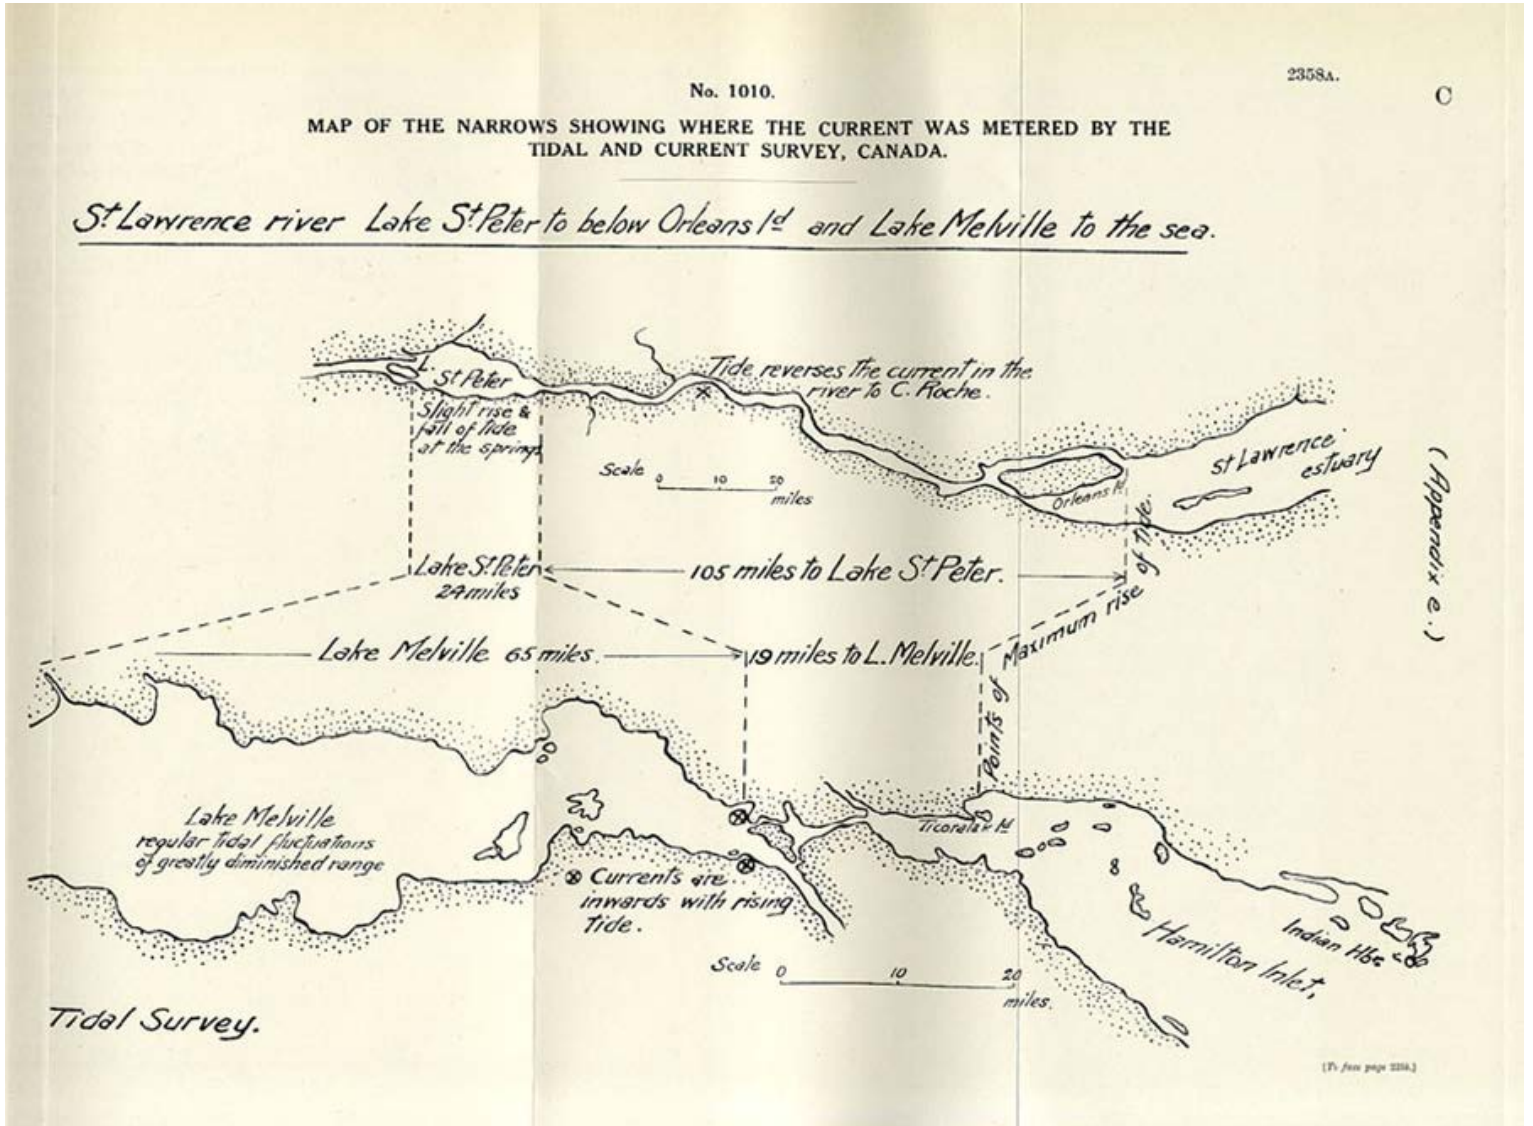 2358A.
C
No. 1010.
MAP OF THE NARROWS SHOWING WHERE THE CURRENT WAS METERED BY THE
TIDAL AND CURRENT SURVEY, CANADA.
St Lawrence river Lake St Peter to below Orleans Id and Lake Melville to the sea.
L.
St Peter
Slight rise &
fall of tide
at the springs
Tide reverses the current in the
river to C. Roche.
Scale 0 10 20
miles
Orleans Id
St Lawrence
estuary
(Appendix e.)
Lake St. Peter
24 miles
105 miles to Lake St Peter.
Points of Maximum rise of Tide.
Lake Melville 65 miles.
19 miles to L. Melville.
Lake Melville
regular tidal fluctuations
of greatly diminished range
Ticoralak Id
⊗ Currents are
inwards with rising
Tide.
Hamilton Inlet,
Indian Hbr
Scale 0 10 20
miles.
Tidal Survey.
[To face page 2358.]